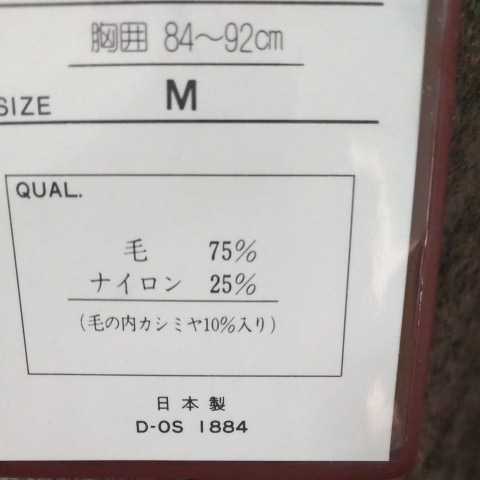 胸囲 84～92cm
SIZE M
QUAL.
毛 75%
ナイロン 25%
(毛の内カシミヤ10%入り)
日本製
D-OS 1884